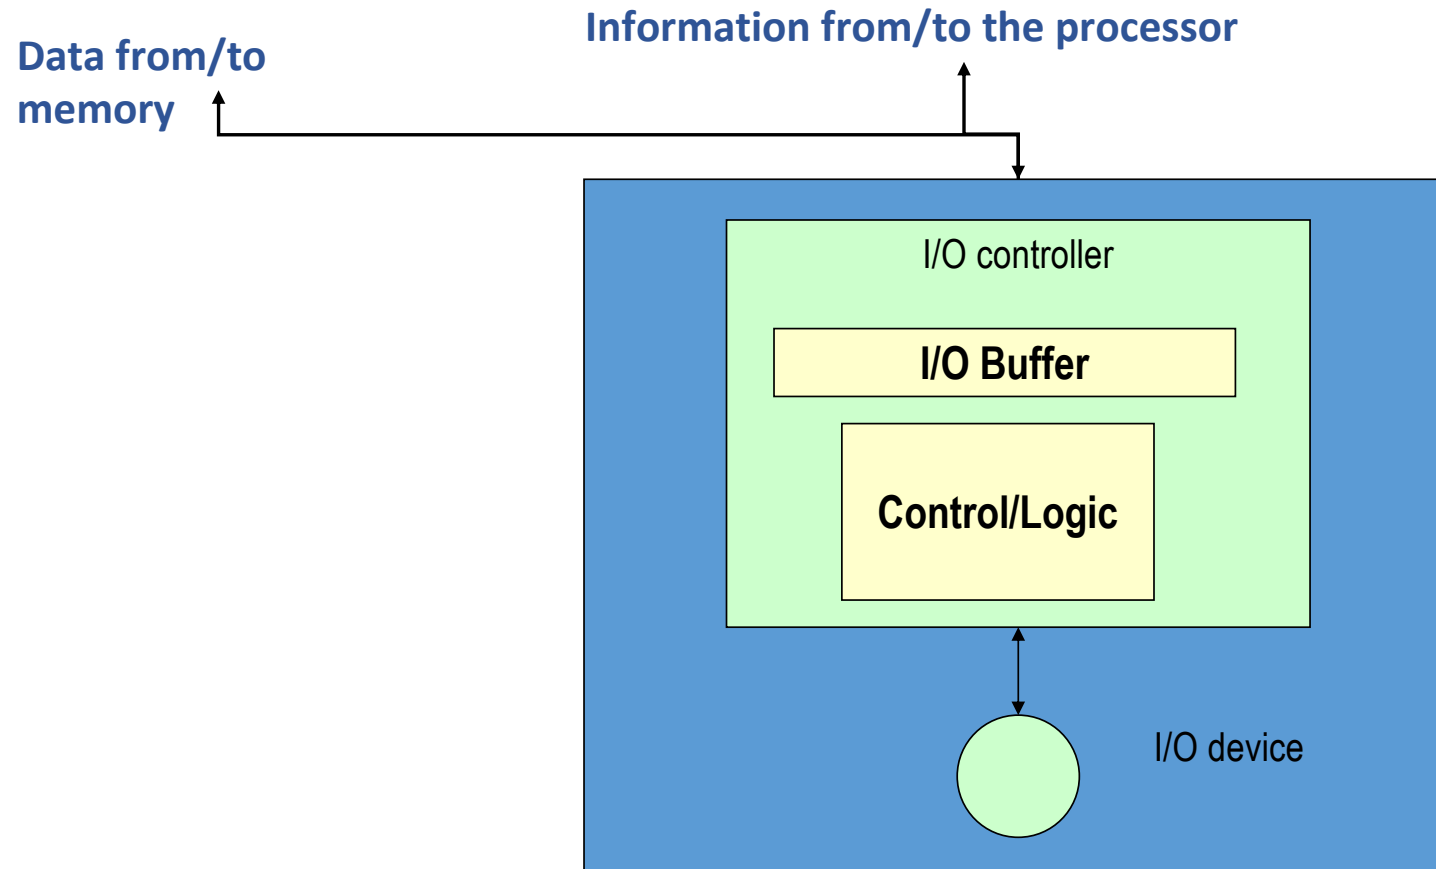 Information from/to the processor
Data from/to
memory
I/O controller
I/O Buffer
Control/Logic
I/O device